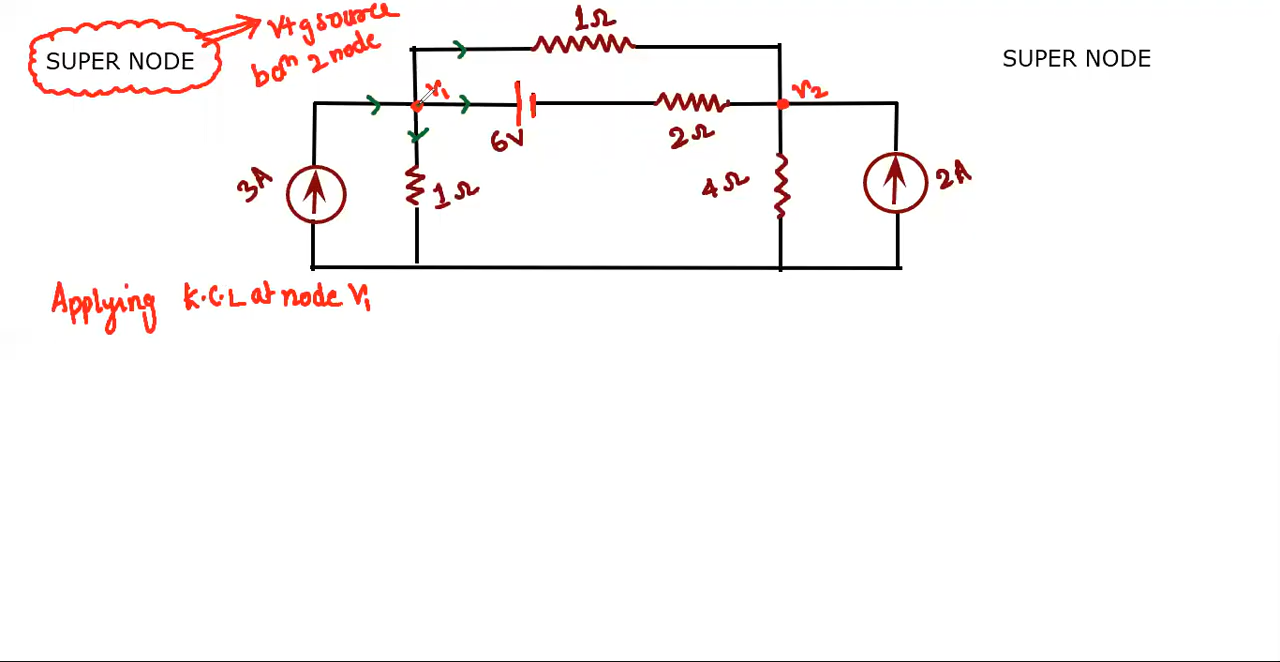 SUPER NODE
V+g source
betn 2 node
SUPER NODE
1Ω
V1
V2
6V
2Ω
3A
1Ω
4Ω
2A
Applying K.C.L at node V1